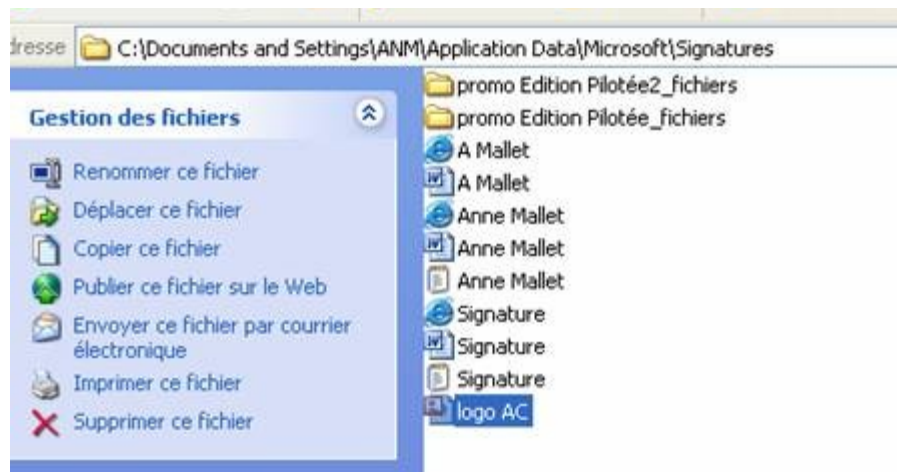 dresse C:\Documents and Settings\ANM\Application Data\Microsoft\Signatures
Gestion des fichiers
Renommer ce fichier
Déplacer ce fichier
Copier ce fichier
Publier ce fichier sur le Web
Envoyer ce fichier par courrier
électronique
Imprimer ce fichier
Supprimer ce fichier
promo Edition Pilotée2_fichiers
promo Edition Pilotée_fichiers
A Mallet
A Mallet
Anne Mallet
Anne Mallet
Anne Mallet
Signature
Signature
Signature
logo AC